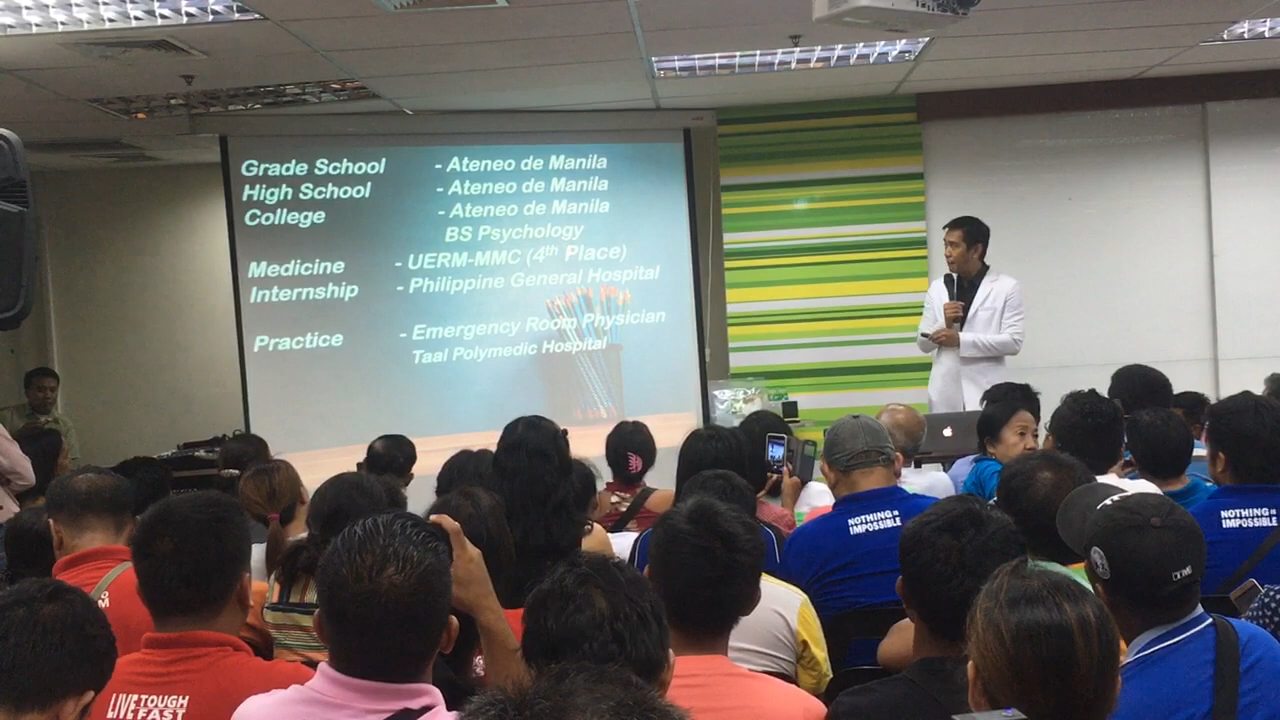 Grade School - Ateneo de Manila
High School - Ateneo de Manila
College - Ateneo de Manila
BS Psychology
Medicine - UERM-MMC (4th Place)
Internship - Philippine General Hospital
Practice - Emergency Room Physician
Taal Polymedic Hospital
NOTHING IS
IMPOSSIBLE
NOTHING IS
IMPOSSIBLE
LIVE TOUGH
FAST